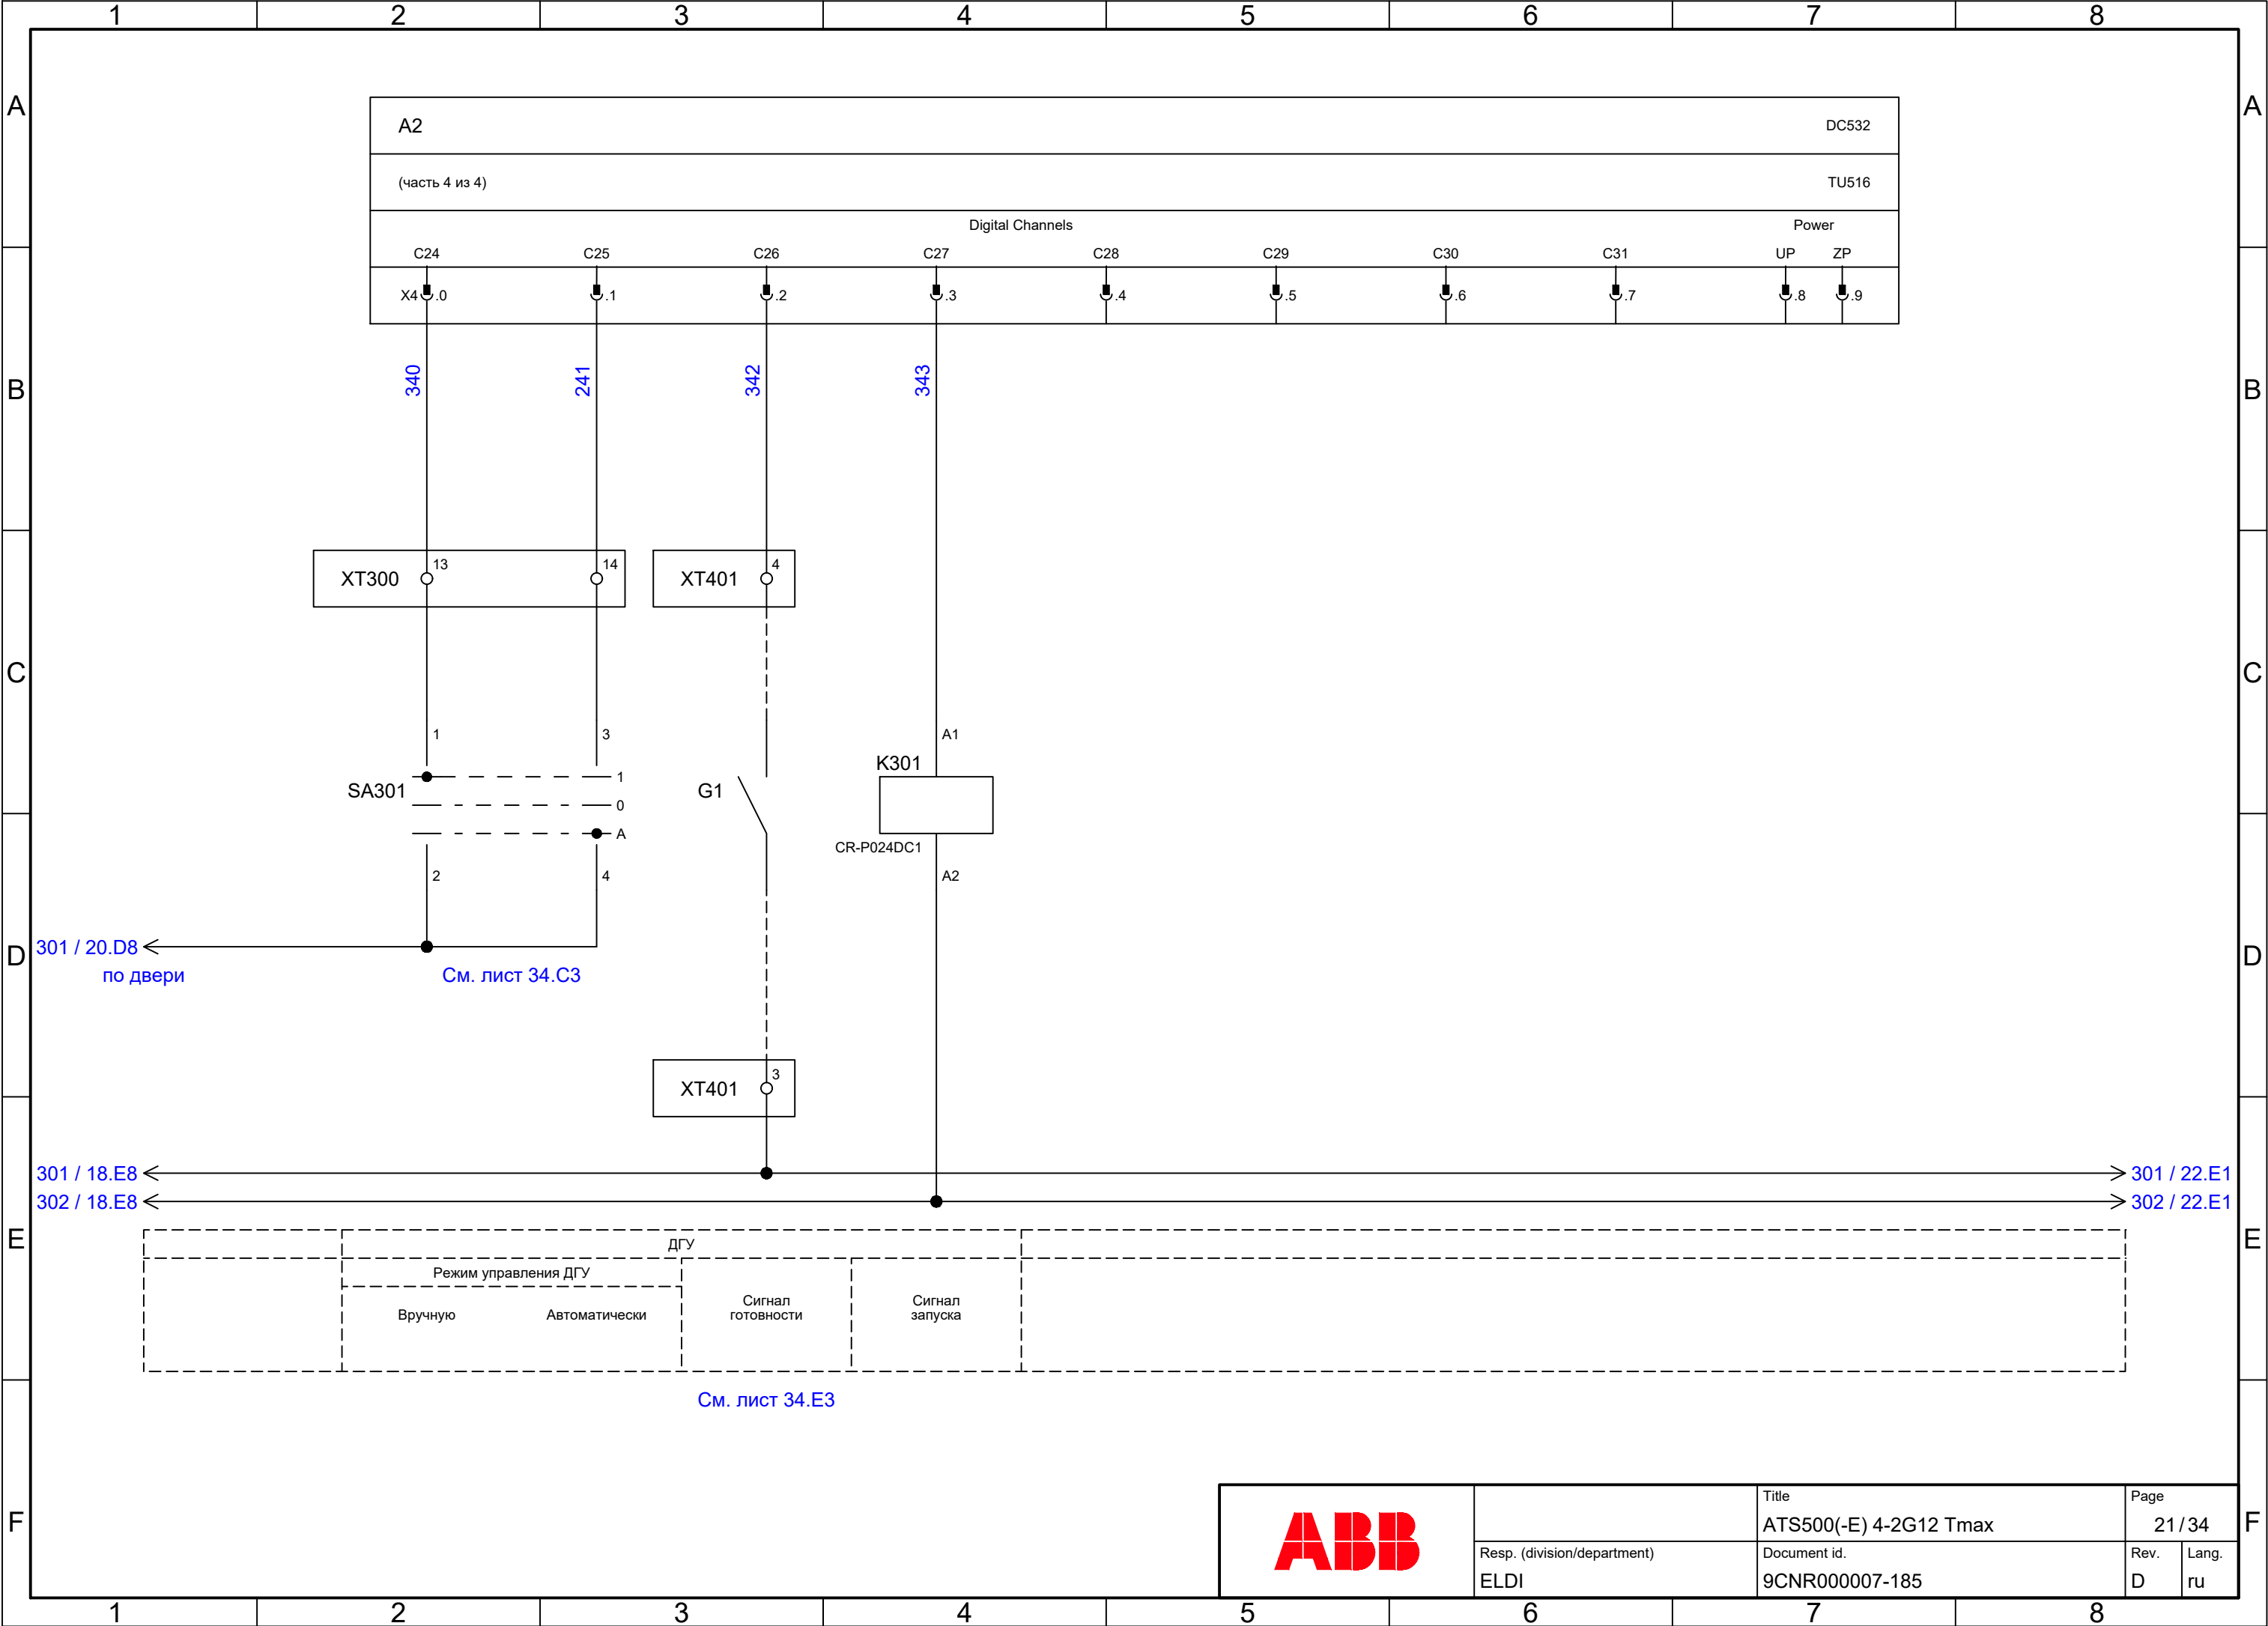 1 2 3 4 5 6 7 8
A A
A2 DC532
(часть 4 из 4) TU516
Digital Channels Power
C24 C25 C26 C27 C28 C29 C30 C31 UP ZP
X4 .0 .1 .2 .3 .4 .5 .6 .7 .8 .9
340 241 342 343
B B
XT300 13 14 XT401 4
C C
1 3 A1
K301
1
SA301 G1
0
A
CR-P024DC1
2 4 A2
301 / 20.D8
D D
по двери См. лист 34.C3
XT401 3
301 / 18.E8 301 / 22.E1
302 / 18.E8 302 / 22.E1
E E
ДГУ
Режим управления ДГУ
Вручную Автоматически
Сигнал
готовности
Сигнал
запуска
См. лист 34.E3
F F
ABB
Title
ATS500(-E) 4-2G12 Tmax
Page
21 / 34
Resp. (division/department)
ELDI
Document id.
9CNR000007-185
Rev.
D
Lang.
ru
1 2 3 4 5 6 7 8